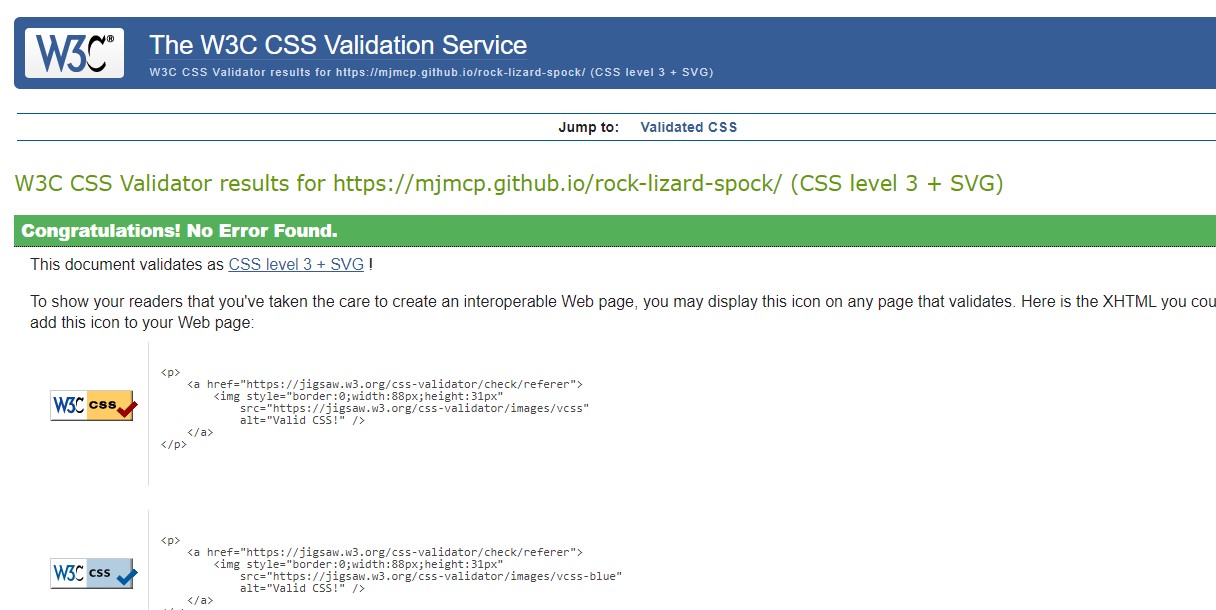 W3C®
The W3C CSS Validation Service
W3C CSS Validator results for https://mjmcp.github.io/rock-lizard-spock/ (CSS level 3 + SVG)
Jump to: Validated CSS
W3C CSS Validator results for https://mjmcp.github.io/rock-lizard-spock/ (CSS level 3 + SVG)
Congratulations! No Error Found.
This document validates as CSS level 3 + SVG !
To show your readers that you've taken the care to create an interoperable Web page, you may display this icon on any page that validates. Here is the XHTML you cou
add this icon to your Web page:
<p>
<a href="https://jigsaw.w3.org/css-validator/check/referer">
<img style="border:0;width:88px;height:31px"
W3C css
src="https://jigsaw.w3.org/css-validator/images/vcss"
alt="Valid CSS!" />
</a>
</p>
<p>
<a href="https://jigsaw.w3.org/css-validator/check/referer">
<img style="border:0;width:88px;height:31px"
W3C css
src="https://jigsaw.w3.org/css-validator/images/vcss-blue"
alt="Valid CSS!" />
</a>